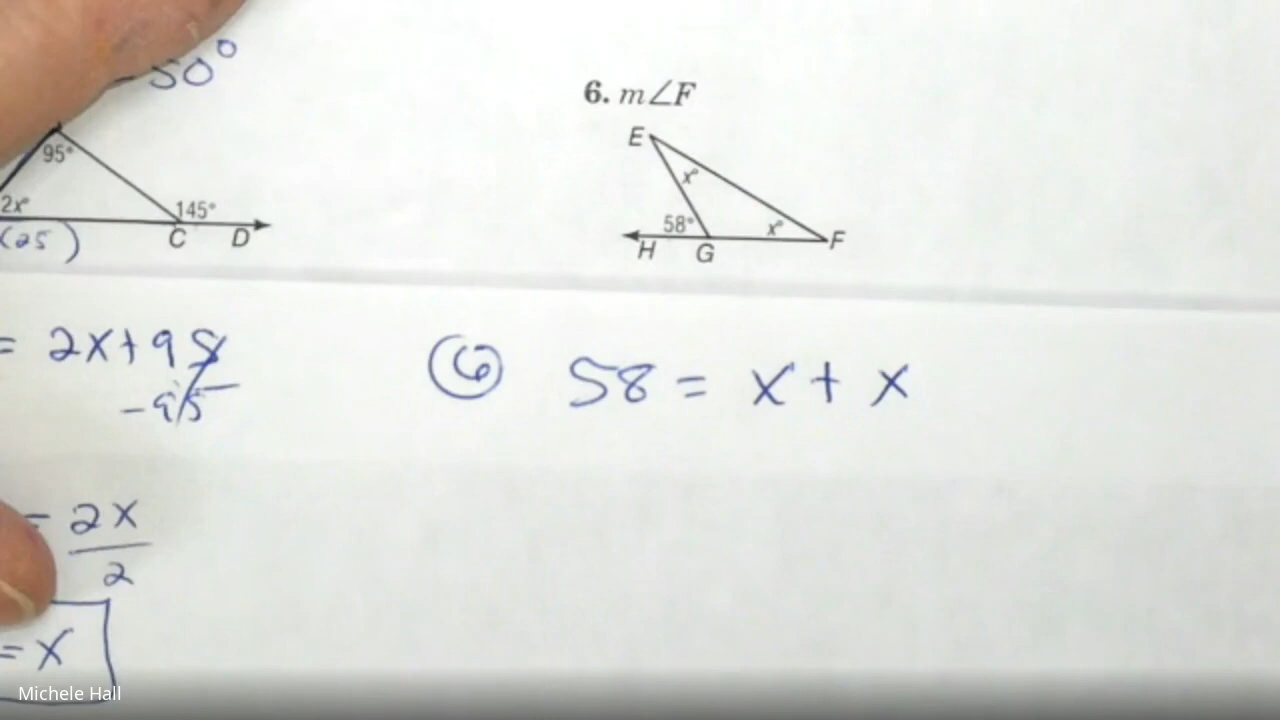 50°
6. m∠F
95°
2x°
145°
C
D
(25)
E
x°
58°
x°
H
G
F
= 2x+95
-95
⑥ 58 = x + x
= 2x
2
= x
Michele Hall